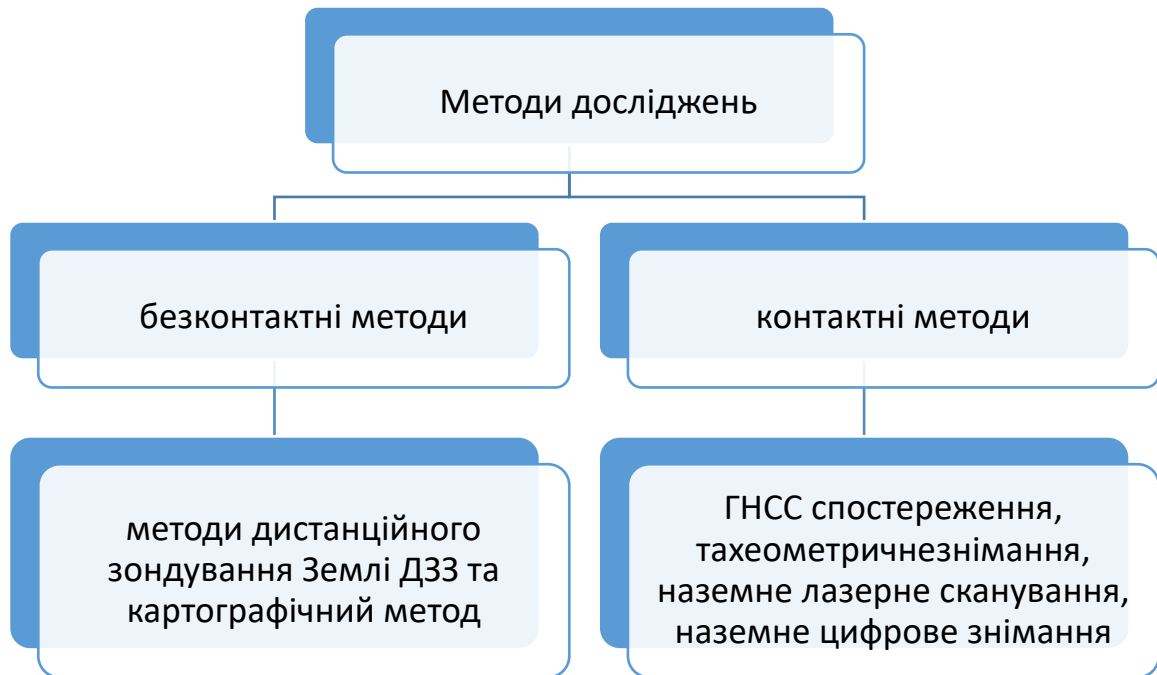 Методи досліджень
безконтактні методи
контактні методи
методи дистанційного
зондування Землі ДЗЗ та
картографічний метод
ГНСС спостереження,
тахеометричнезнімання,
наземне лазерне сканування,
наземне цифрове знімання